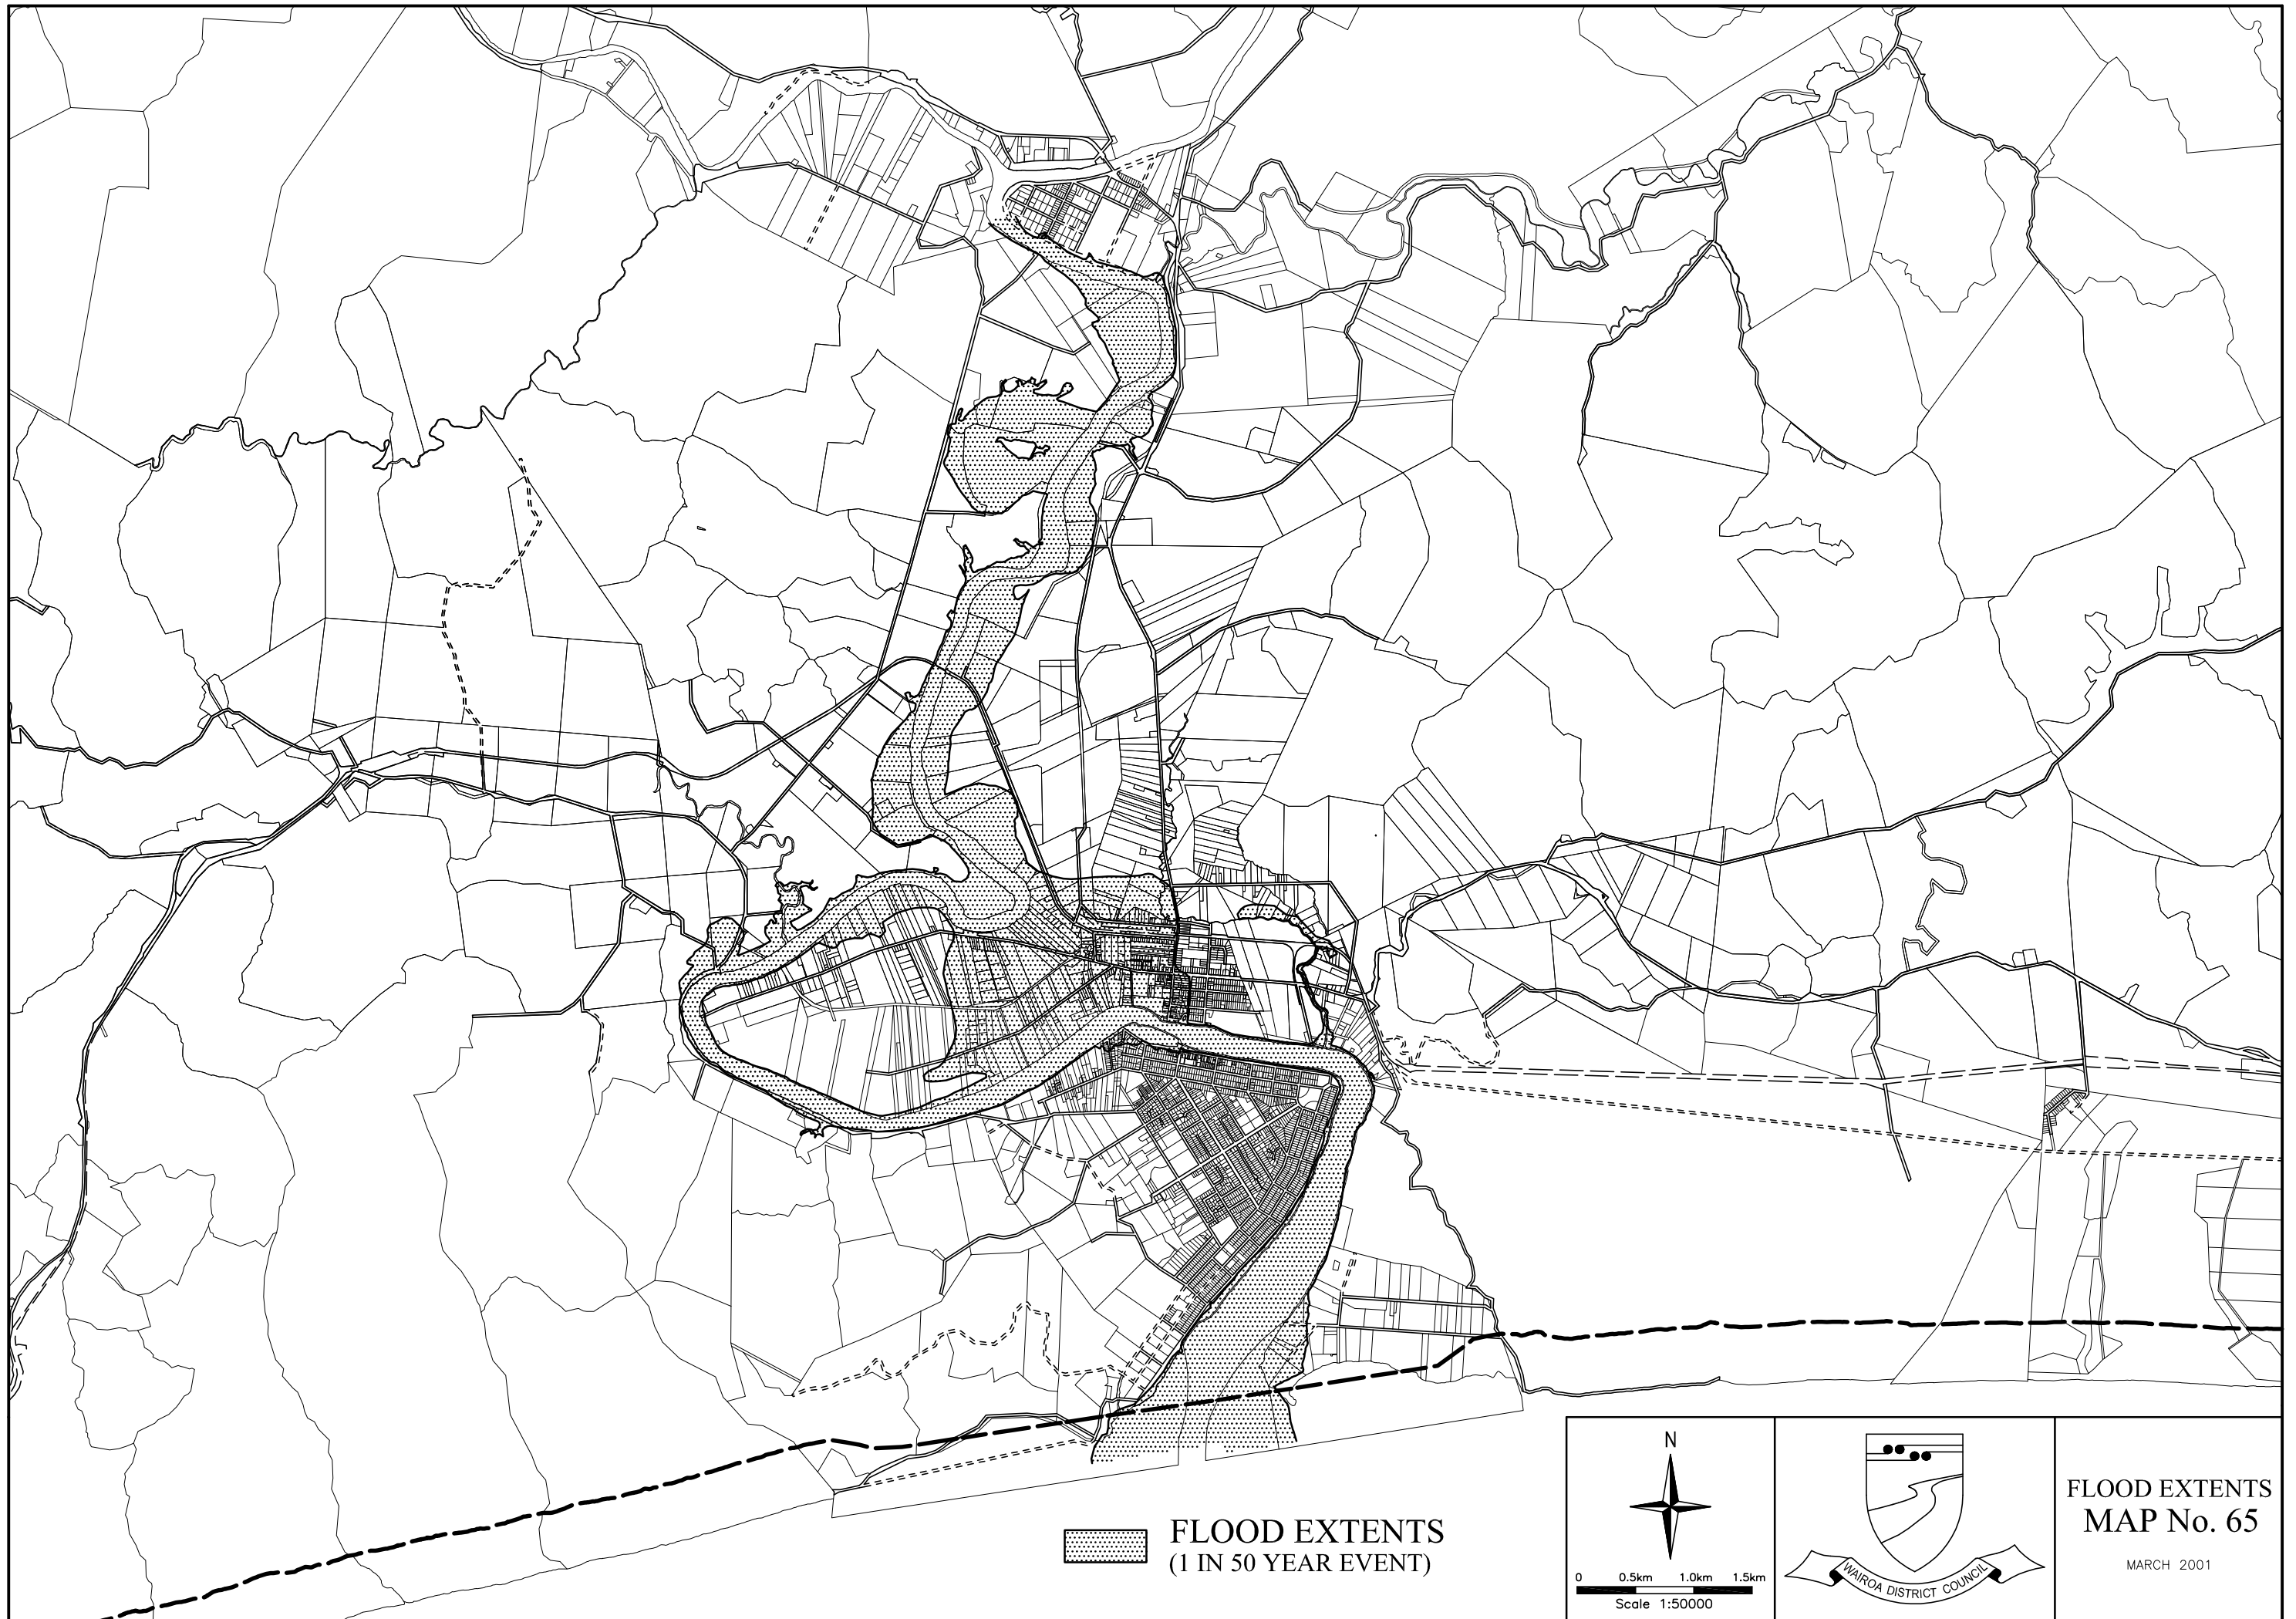 FLOOD EXTENTS
(1 IN 50 YEAR EVENT)
N
0 0.5km 1.0km 1.5km
Scale 1:50000
WAIROA DISTRICT COUNCIL
FLOOD EXTENTS
MAP No. 65
MARCH 2001